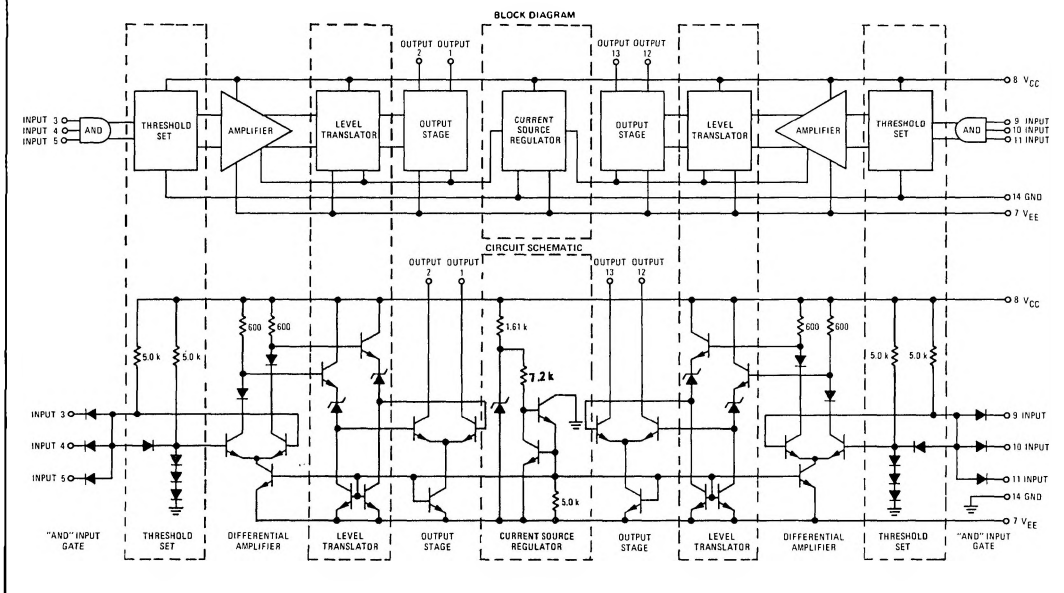 BLOCK DIAGRAM
OUTPUT OUTPUT
2 1
OUTPUT OUTPUT
13 12
8 VCC
INPUT 3
INPUT 4
INPUT 5
AND
THRESHOLD
SET
AMPLIFIER
LEVEL
TRANSLATOR
OUTPUT
STAGE
CURRENT
SOURCE
REGULATOR
OUTPUT
STAGE
LEVEL
TRANSLATOR
AMPLIFIER
THRESHOLD
SET
AND
9 INPUT
10 INPUT
11 INPUT
14 GND
7 VEE
CIRCUIT SCHEMATIC
OUTPUT OUTPUT
2 1
OUTPUT OUTPUT
13 12
8 VCC
5.0 k
5.0 k
600
600
1.61 k
7.2 k
600
600
5.0 k
5.0 k
INPUT 3
INPUT 4
INPUT 5
9 INPUT
10 INPUT
11 INPUT
14 GND
5.0 k
7 VEE
"AND" INPUT
GATE
THRESHOLD
SET
DIFFERENTIAL
AMPLIFIER
LEVEL
TRANSLATOR
OUTPUT
STAGE
CURRENT SOURCE
REGULATOR
OUTPUT
STAGE
LEVEL
TRANSLATOR
DIFFERENTIAL
AMPLIFIER
THRESHOLD
SET
"AND" INPUT
GATE